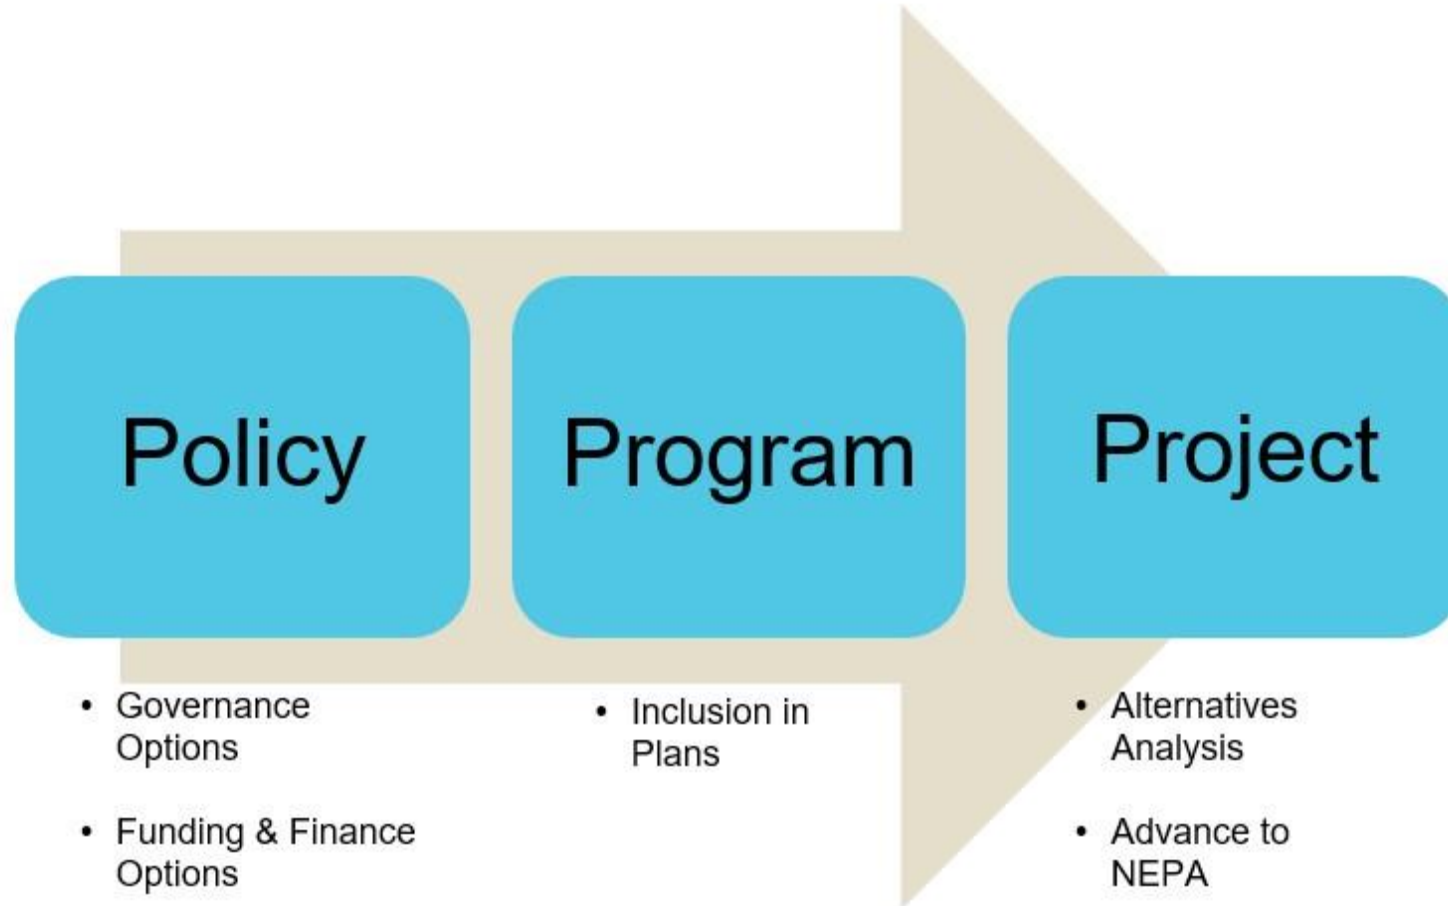 Policy
Program
Project
• Governance
Options
• Funding & Finance
Options
• Inclusion in
Plans
• Alternatives
Analysis
• Advance to
NEPA